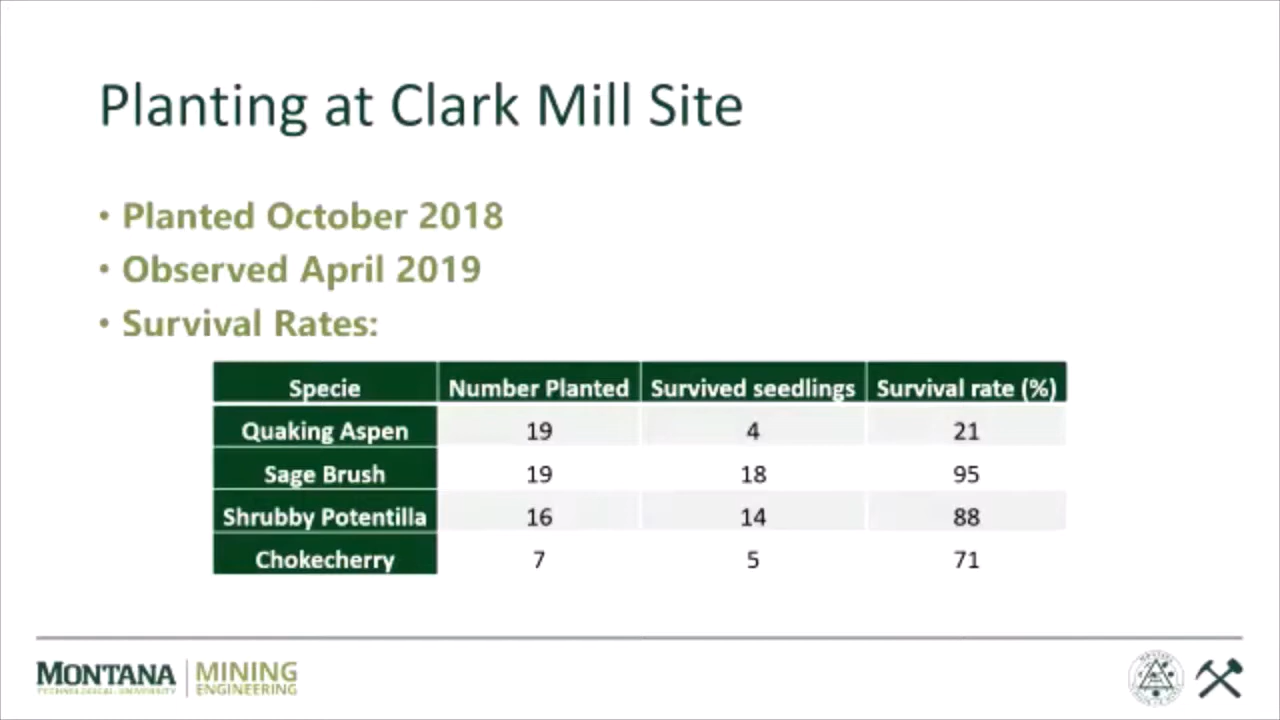 Planting at Clark Mill Site
• Planted October 2018
• Observed April 2019
• Survival Rates:
Specie Number Planted Survived seedlings Survival rate (%)
Quaking Aspen 19 4 21
Sage Brush 19 18 95
Shrubby Potentilla 16 14 88
Chokecherry 7 5 71
MONTANA
TECHNOLOGICAL UNIVERSITY
MINING
ENGINEERING